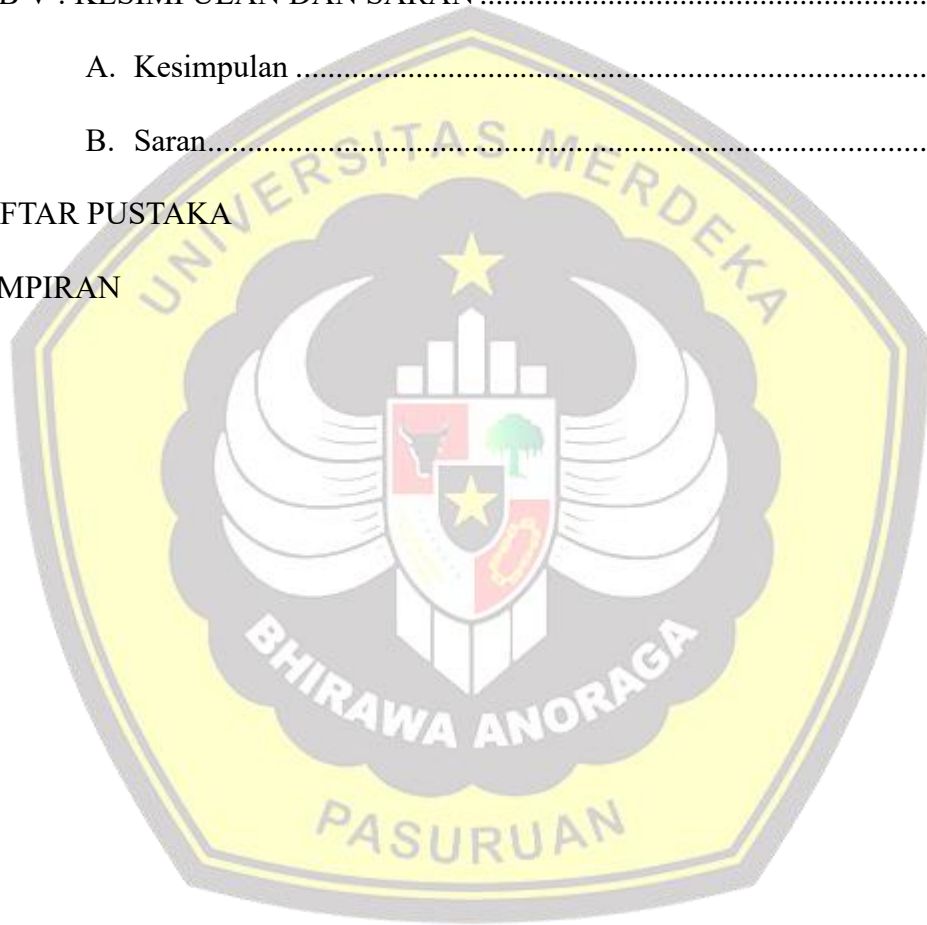 B V : KESIMPULAN DAN SARAN................................................................
A. Kesimpulan ................................................................................
B. Saran...........................................................................................
FTAR PUSTAKA
MPIRAN
UNIVERSITAS MERDEKA
BHIRAWA ANORAGA
PASURUAN